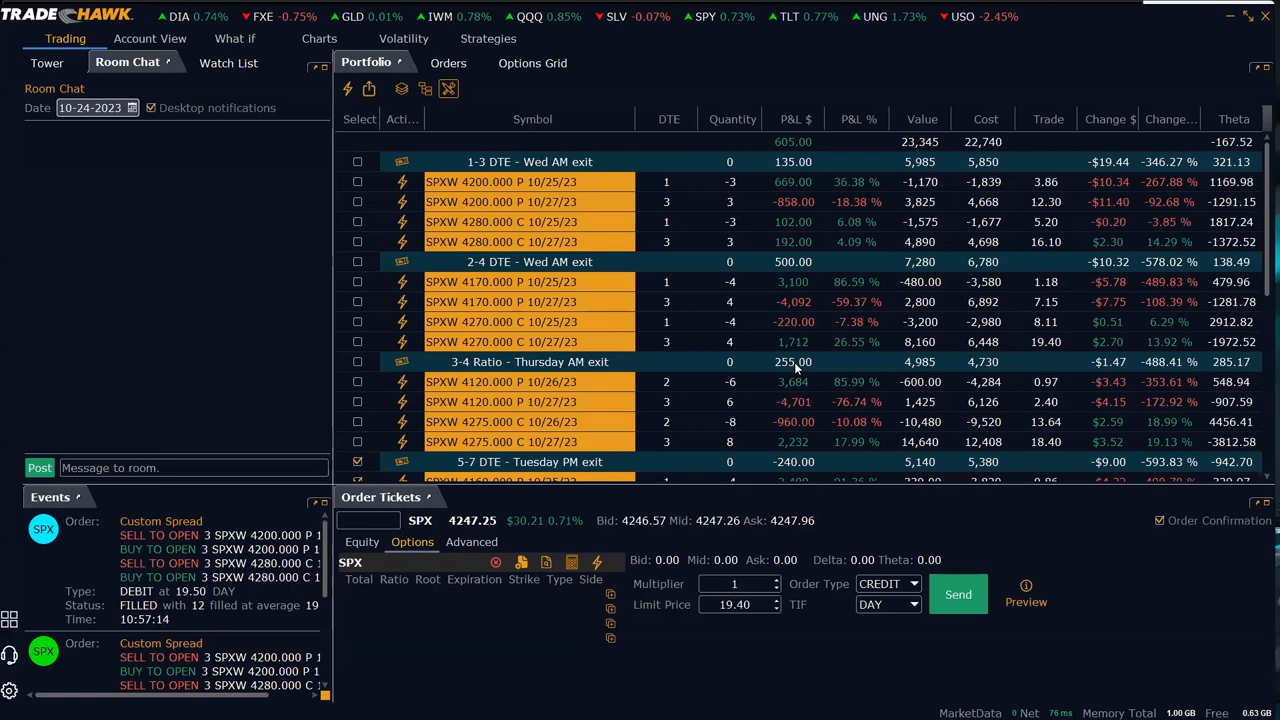 TRADE HAWK DIA 0.74% FXE -0.75% GLD 0.01% IWM 0.78% QQQ 0.85% SLV -0.07% SPY 0.73% TLT 0.77% UNG 1.73% USO -2.45%
Trading Account View What if Charts Volatility Strategies
Tower Room Chat Watch List
Room Chat
Date 10-24-2023 Desktop notifications
Post Message to room.
Portfolio Orders Options Grid
Select Acti... Symbol DTE Quantity P&L $ P&L % Value Cost Trade Change $ Change... Theta
605.00 23,345 22,740 -167.52
1-3 DTE - Wed AM exit 0 135.00 5,985 5,850 -$19.44 -346.27 % 321.13
SPXW 4200.000 P 10/25/23 1 -3 669.00 36.38 % -1,170 -1,839 3.86 -$10.34 -267.88 % 1169.98
SPXW 4200.000 P 10/27/23 3 3 -858.00 -18.38 % 3,825 4,668 12.30 -$11.40 -92.68 % -1291.15
SPXW 4280.000 C 10/25/23 1 -3 102.00 6.08 % -1,575 -1,677 5.20 -$0.20 -3.85 % 1817.24
SPXW 4280.000 C 10/27/23 3 3 192.00 4.09 % 4,890 4,698 16.10 $2.30 14.29 % -1372.52
2-4 DTE - Wed AM exit 0 500.00 7,280 6,780 -$10.32 -578.02 % 138.49
SPXW 4170.000 P 10/25/23 1 -4 3,100 86.59 % -480.00 -3,580 1.18 -$5.78 -489.83 % 479.96
SPXW 4170.000 P 10/27/23 3 4 -4,092 -59.37 % 2,800 6,892 7.15 -$7.75 -108.39 % -1281.78
SPXW 4270.000 C 10/25/23 1 -4 -220.00 -7.38 % -3,200 -2,980 8.11 $0.51 6.29 % 2912.82
SPXW 4270.000 C 10/27/23 3 4 1,712 26.55 % 8,160 6,448 19.40 $2.70 13.92 % -1972.52
3-4 Ratio - Thursday AM exit 0 255.00 4,985 4,730 -$1.47 -488.41 % 285.17
SPXW 4120.000 P 10/26/23 2 -6 3,684 85.99 % -600.00 -4,284 0.97 -$3.43 -353.61 % 548.94
SPXW 4120.000 P 10/27/23 3 6 -4,701 -76.74 % 1,425 6,126 2.40 -$4.15 -172.92 % -907.59
SPXW 4275.000 C 10/26/23 2 -8 -960.00 -10.08 % -10,480 -9,520 13.64 $2.59 18.99 % 4456.41
SPXW 4275.000 C 10/27/23 3 8 2,232 17.99 % 14,640 12,408 18.40 $3.52 19.13 % -3812.58
5-7 DTE - Tuesday PM exit 0 -240.00 5,140 5,380 -$9.00 -593.83 % -942.70
Events
SPX Order: Custom Spread
SELL TO OPEN 3 SPXW 4200.000 P 1
BUY TO OPEN 3 SPXW 4200.000 P 1
SELL TO OPEN 3 SPXW 4280.000 C 1
BUY TO OPEN 3 SPXW 4280.000 C 1
Type: DEBIT at 19.50 DAY
Status: FILLED with 12 filled at average 19
Time: 10:57:14
SPX Order: Custom Spread
SELL TO OPEN 3 SPXW 4200.000 P 1
BUY TO OPEN 3 SPXW 4200.000 P 1
SELL TO OPEN 3 SPXW 4280.000 C 1
Order Tickets
SPX 4247.25 $30.21 0.71% Bid: 4246.57 Mid: 4247.26 Ask: 4247.96 Order Confirmation
Equity Options Advanced
SPX
Total Ratio Root Expiration Strike Type Side
Bid: 0.00 Mid: 0.00 Ask: 0.00 Delta: 0.00 Theta: 0.00
Multiplier 1 Order Type CREDIT Send Preview
Limit Price 19.40 TIF DAY
MarketData 0 Net 76 ms Memory Total 1.00 GB Free 0.63 GB